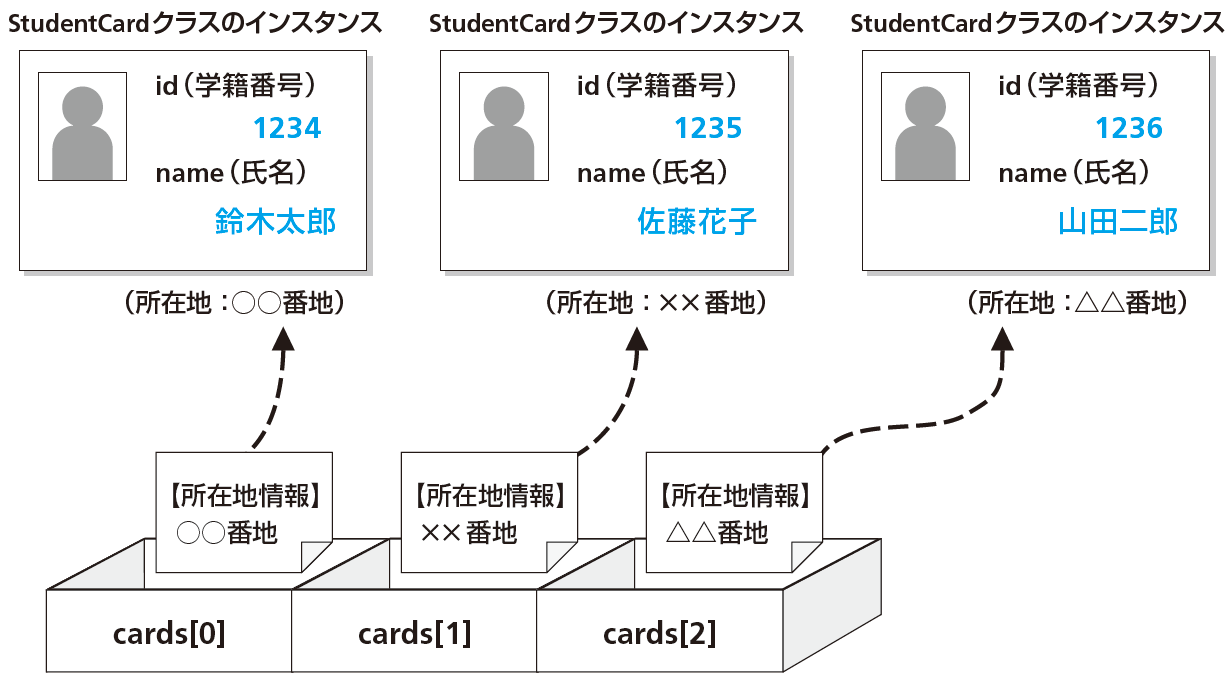 StudentCardクラスのインスタンス
id（学籍番号）
1234
name（氏名）
鈴木太郎
（所在地：○○番地）
StudentCardクラスのインスタンス
id（学籍番号）
1235
name（氏名）
佐藤花子
（所在地：××番地）
StudentCardクラスのインスタンス
id（学籍番号）
1236
name（氏名）
山田二郎
（所在地：△△番地）
【所在地情報】
○○番地
【所在地情報】
××番地
【所在地情報】
△△番地
cards[0]
cards[1]
cards[2]